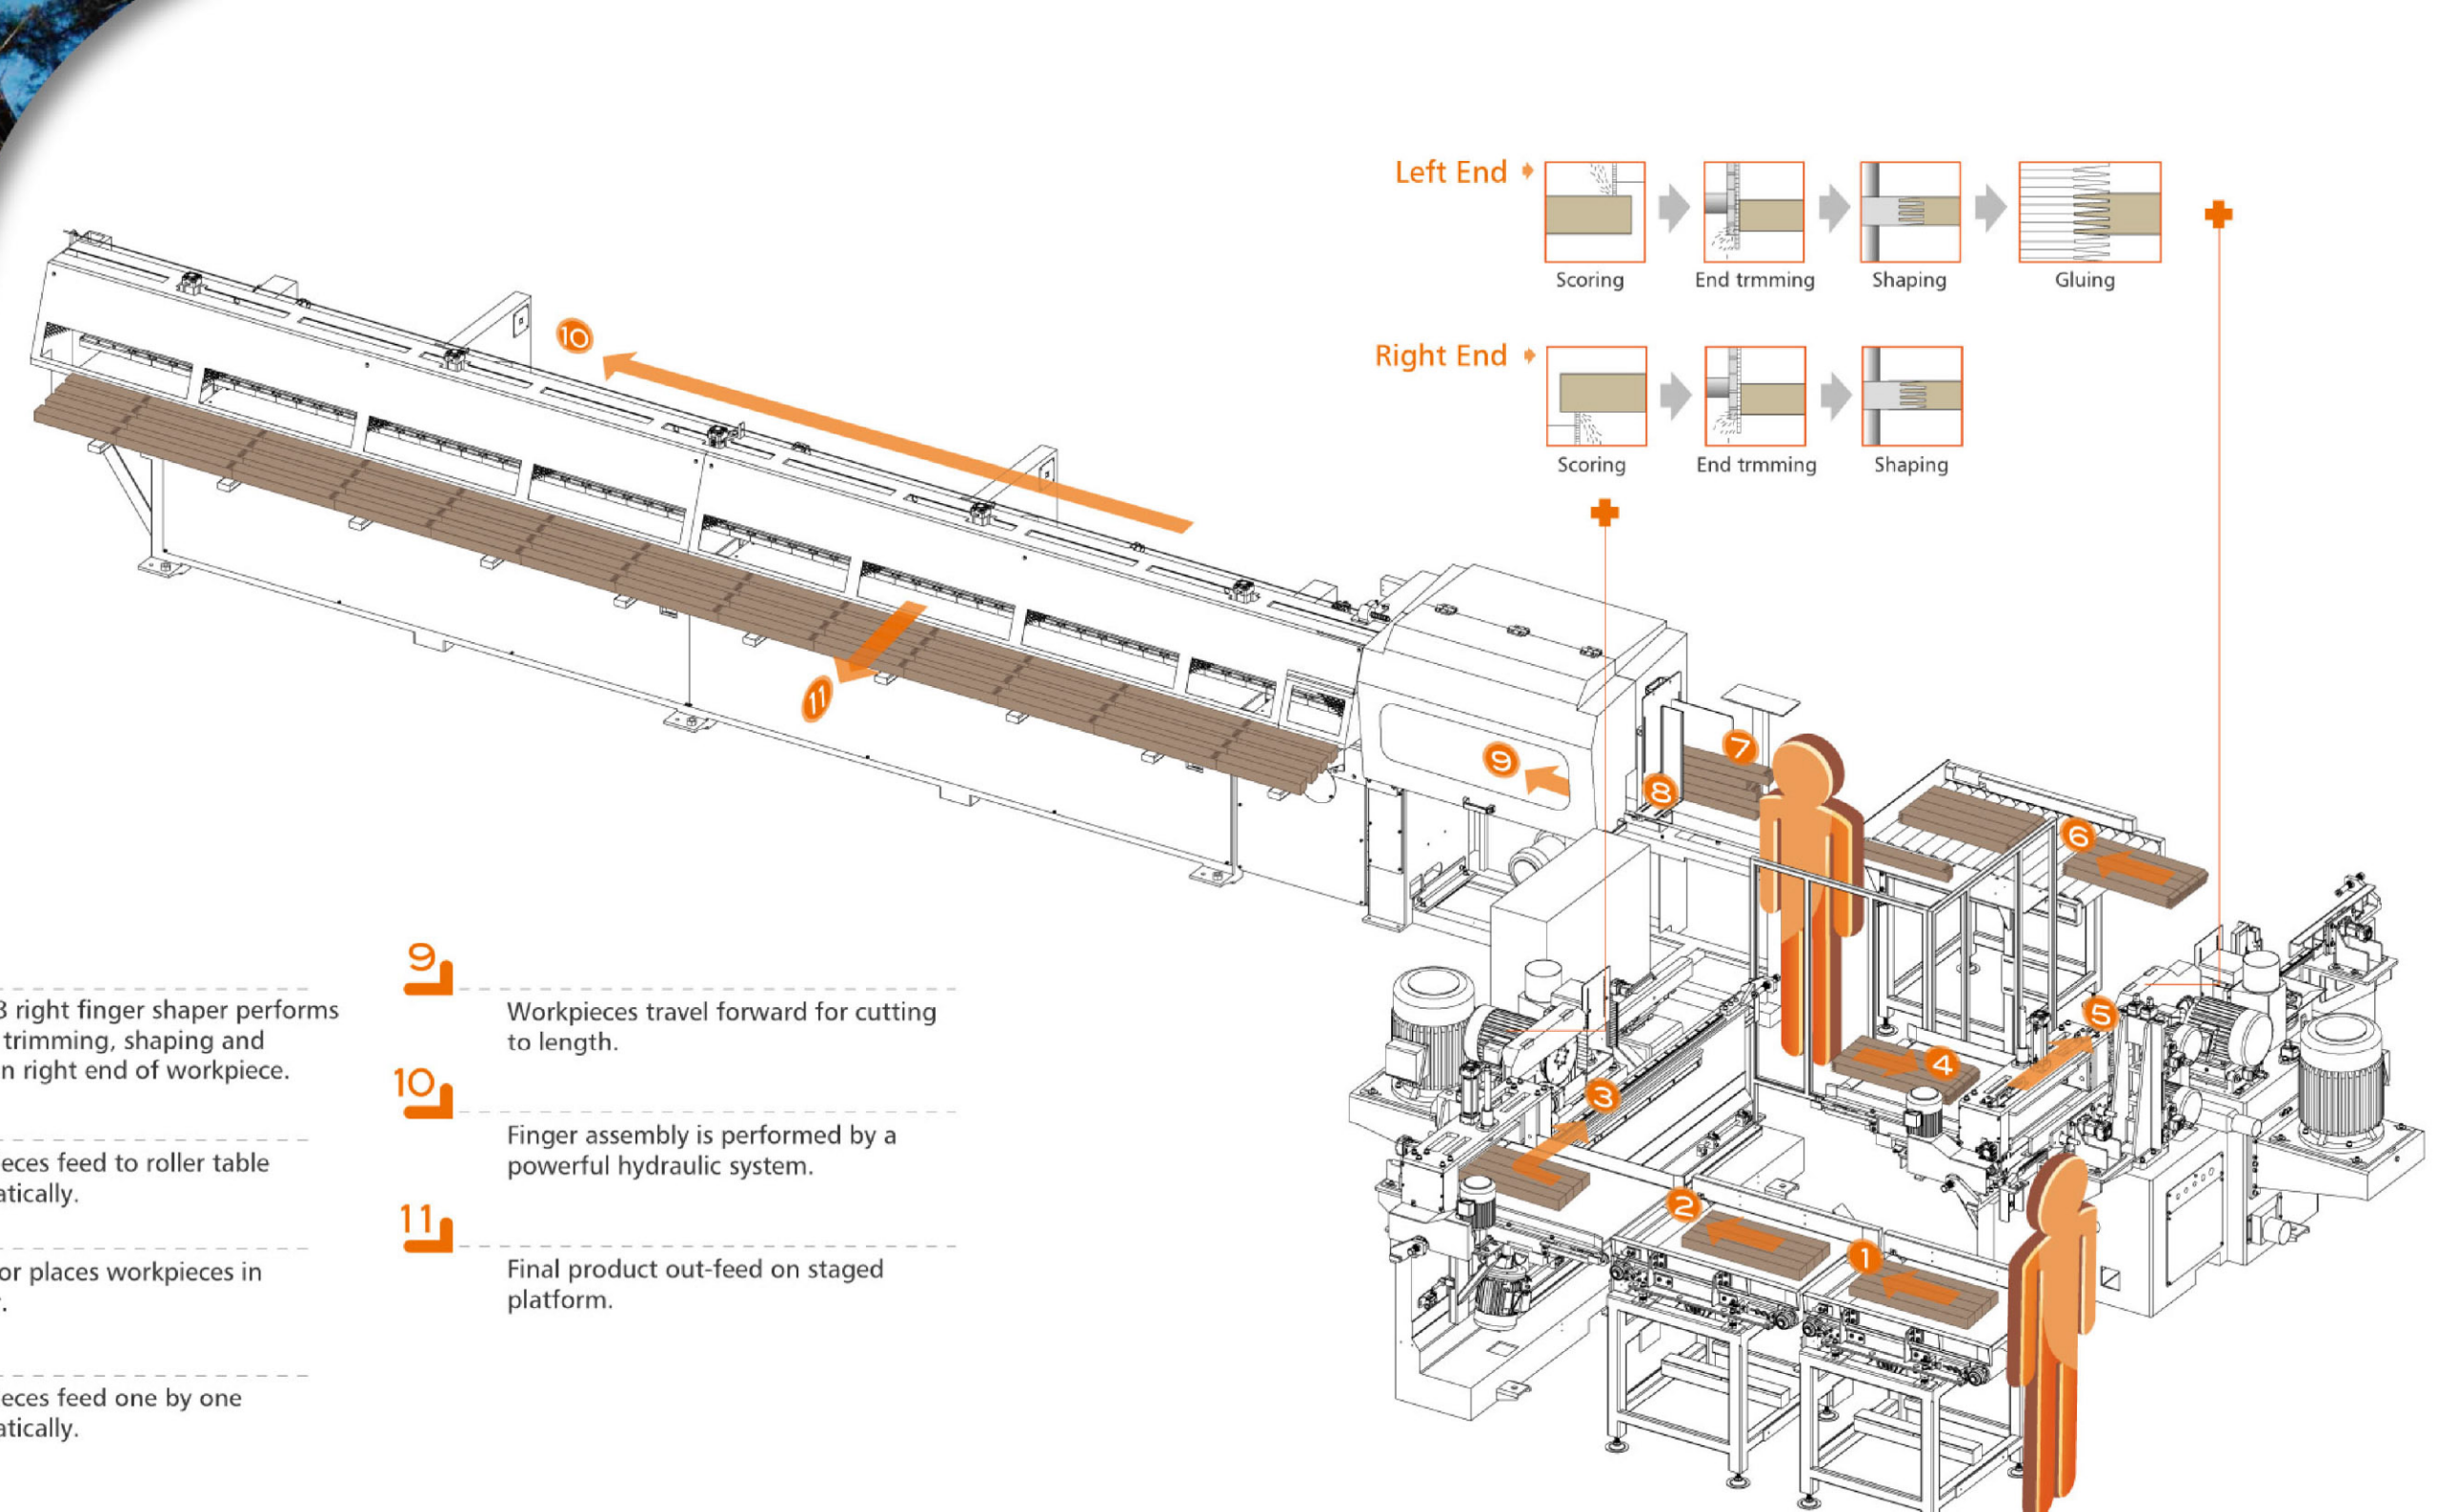 Left End
Scoring
End trmming
Shaping
Gluing
Right End
Scoring
End trmming
Shaping
10
11
9
7
8
6
5
4
3
2
1
3 right finger shaper performs
trimming, shaping and
n right end of workpiece.
eces feed to roller table
atically.
or places workpieces in
eces feed one by one
atically.
9
Workpieces travel forward for cutting
to length.
10
Finger assembly is performed by a
powerful hydraulic system.
11
Final product out-feed on staged
platform.